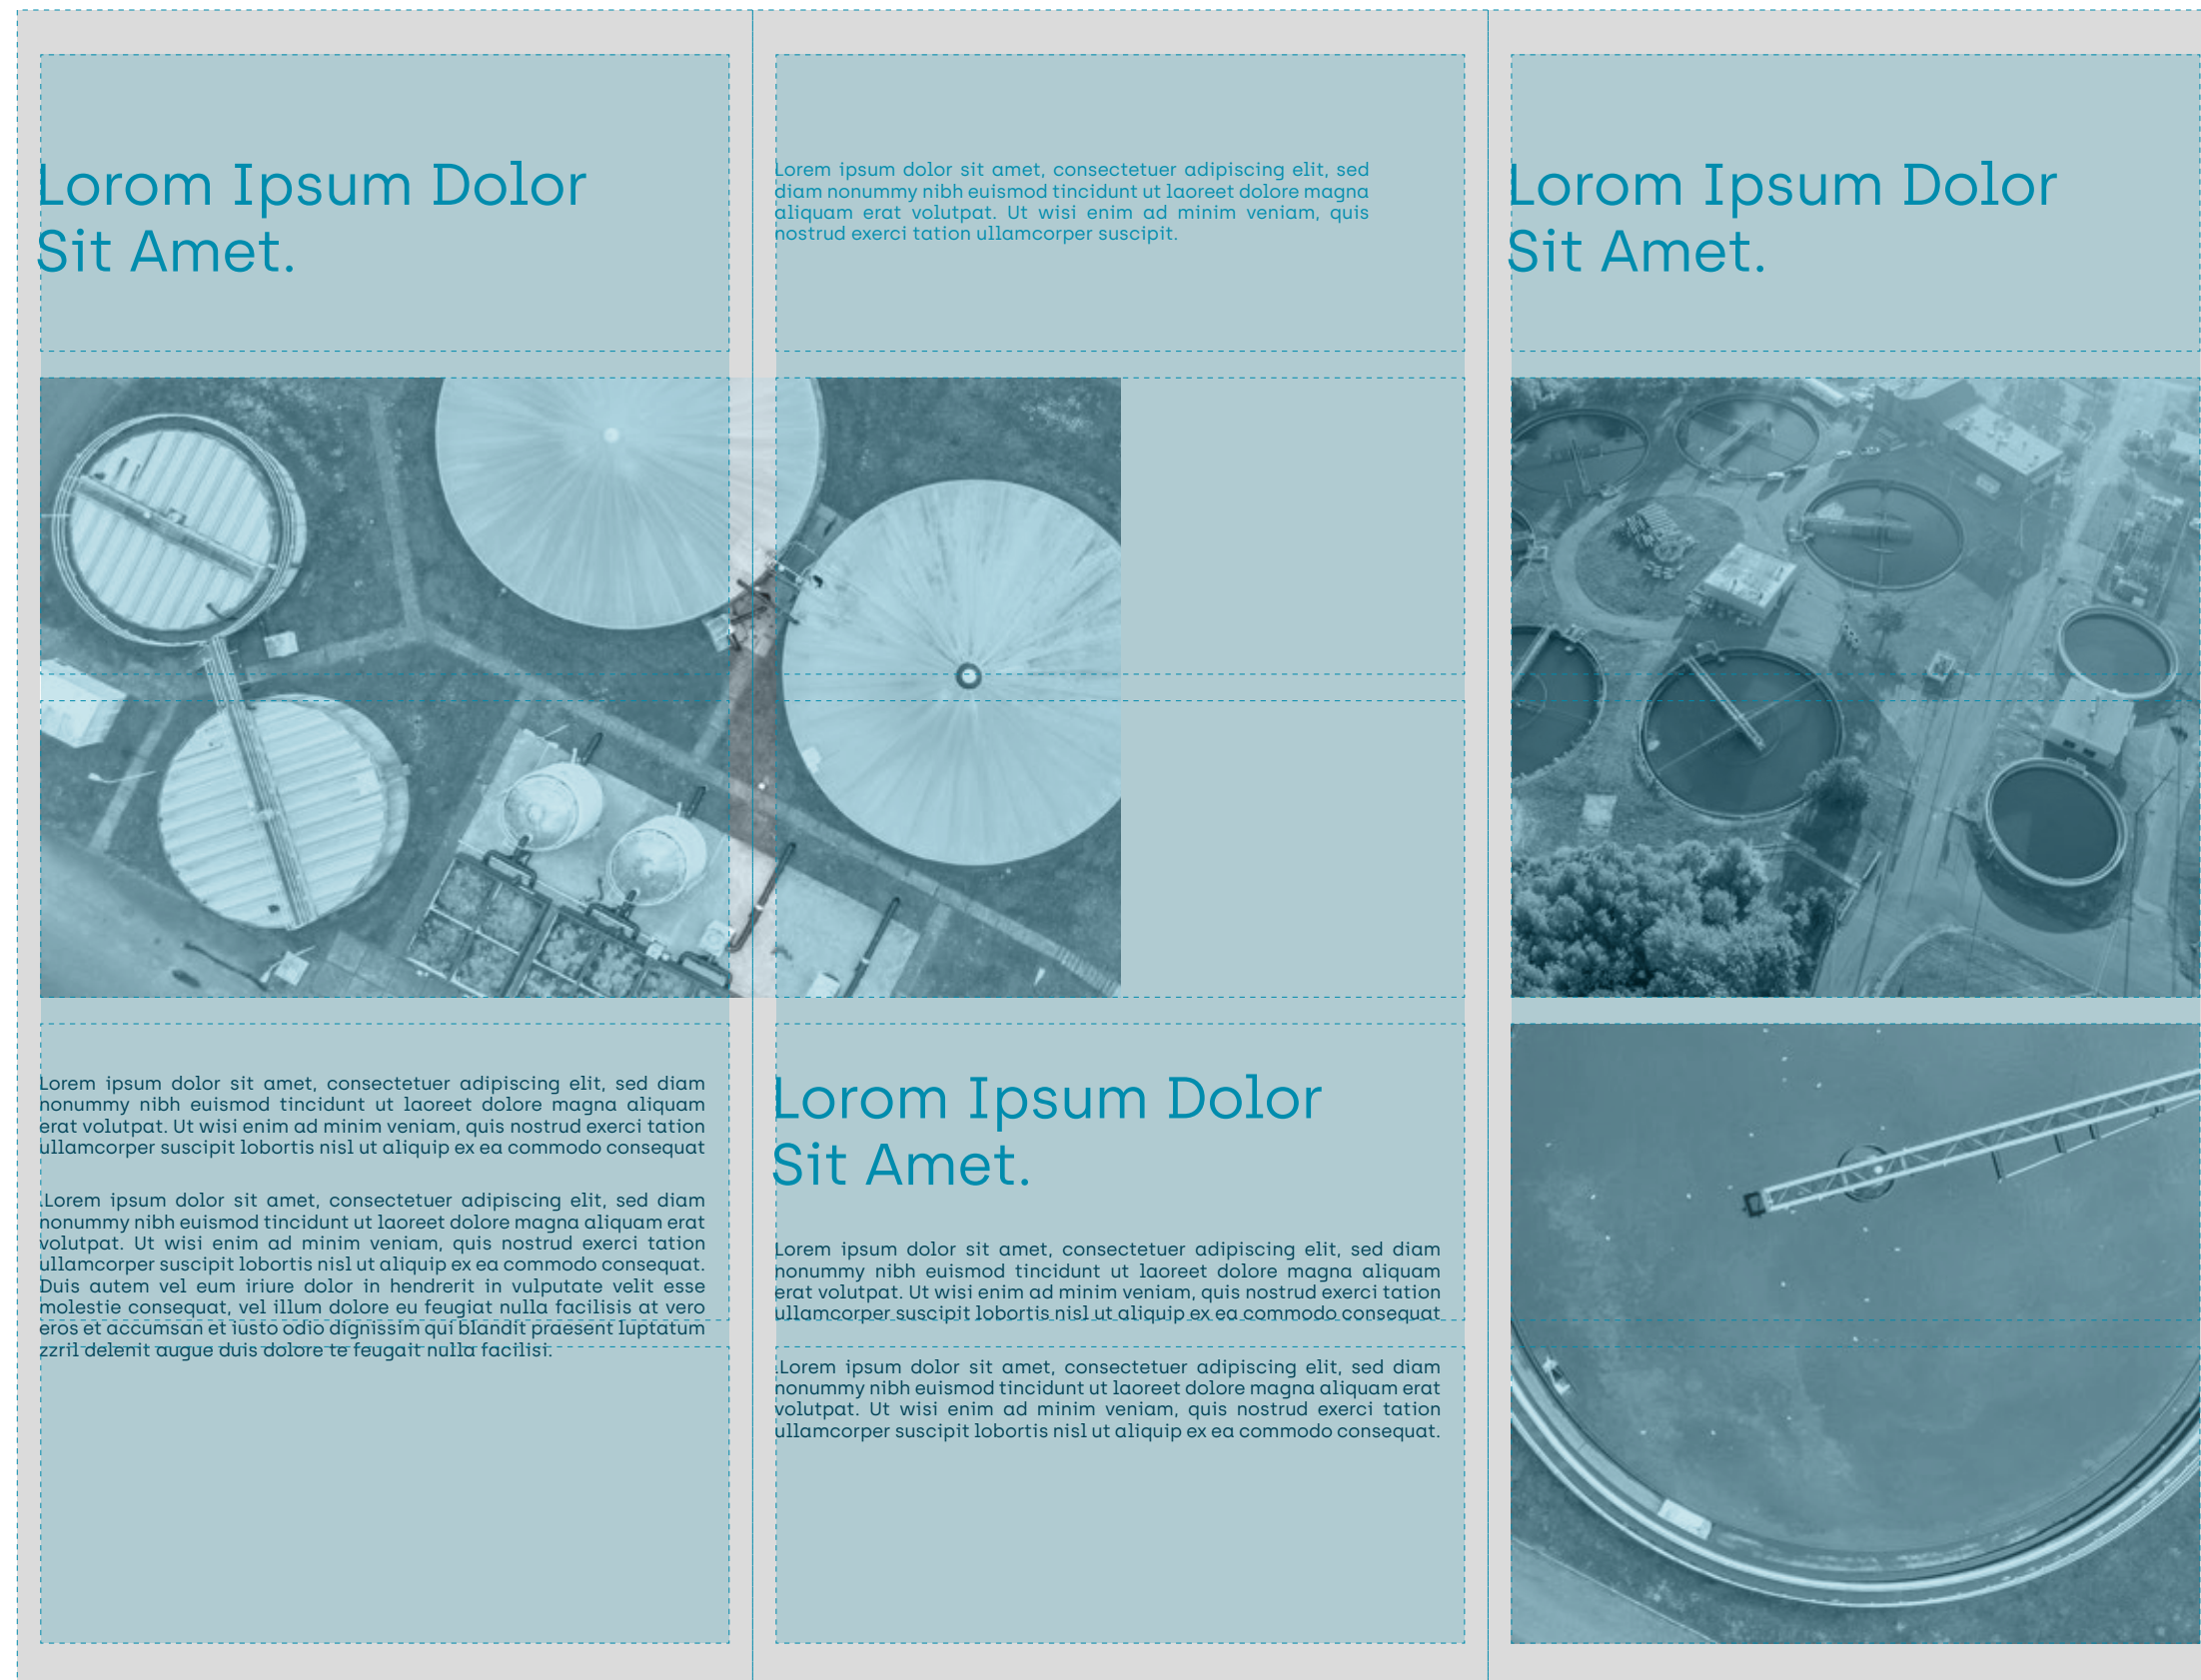 Lorom Ipsum Dolor
Sit Amet.
Lorem ipsum dolor sit amet, consectetuer adipiscing elit, sed diam
nonummy nibh euismod tincidunt ut laoreet dolore magna aliquam
erat volutpat. Ut wisi enim ad minim veniam, quis nostrud exerci tation
ullamcorper suscipit lobortis nisl ut aliquip ex ea commodo consequat
.Lorem ipsum dolor sit amet, consectetuer adipiscing elit, sed diam
nonummy nibh euismod tincidunt ut laoreet dolore magna aliquam erat
volutpat. Ut wisi enim ad minim veniam, quis nostrud exerci tation
ullamcorper suscipit lobortis nisl ut aliquip ex ea commodo consequat.
Duis autem vel eum iriure dolor in hendrerit in vulputate velit esse
molestie consequat, vel illum dolore eu feugiat nulla facilisis at vero
eros et accumsan et iusto odio dignissim qui blandit praesent luptatum
zzril delenit augue duis dolore te feugait nulla facilisi.
Lorem ipsum dolor sit amet, consectetuer adipiscing elit, sed
diam nonummy nibh euismod tincidunt ut laoreet dolore magna
aliquam erat volutpat. Ut wisi enim ad minim veniam, quis
nostrud exerci tation ullamcorper suscipit.
Lorom Ipsum Dolor
Sit Amet.
Lorem ipsum dolor sit amet, consectetuer adipiscing elit, sed diam
nonummy nibh euismod tincidunt ut laoreet dolore magna aliquam
erat volutpat. Ut wisi enim ad minim veniam, quis nostrud exerci tation
ullamcorper suscipit lobortis nisl ut aliquip ex ea commodo consequat
.Lorem ipsum dolor sit amet, consectetuer adipiscing elit, sed diam
nonummy nibh euismod tincidunt ut laoreet dolore magna aliquam erat
volutpat. Ut wisi enim ad minim veniam, quis nostrud exerci tation
ullamcorper suscipit lobortis nisl ut aliquip ex ea commodo consequat.
Lorom Ipsum Dolor
Sit Amet.